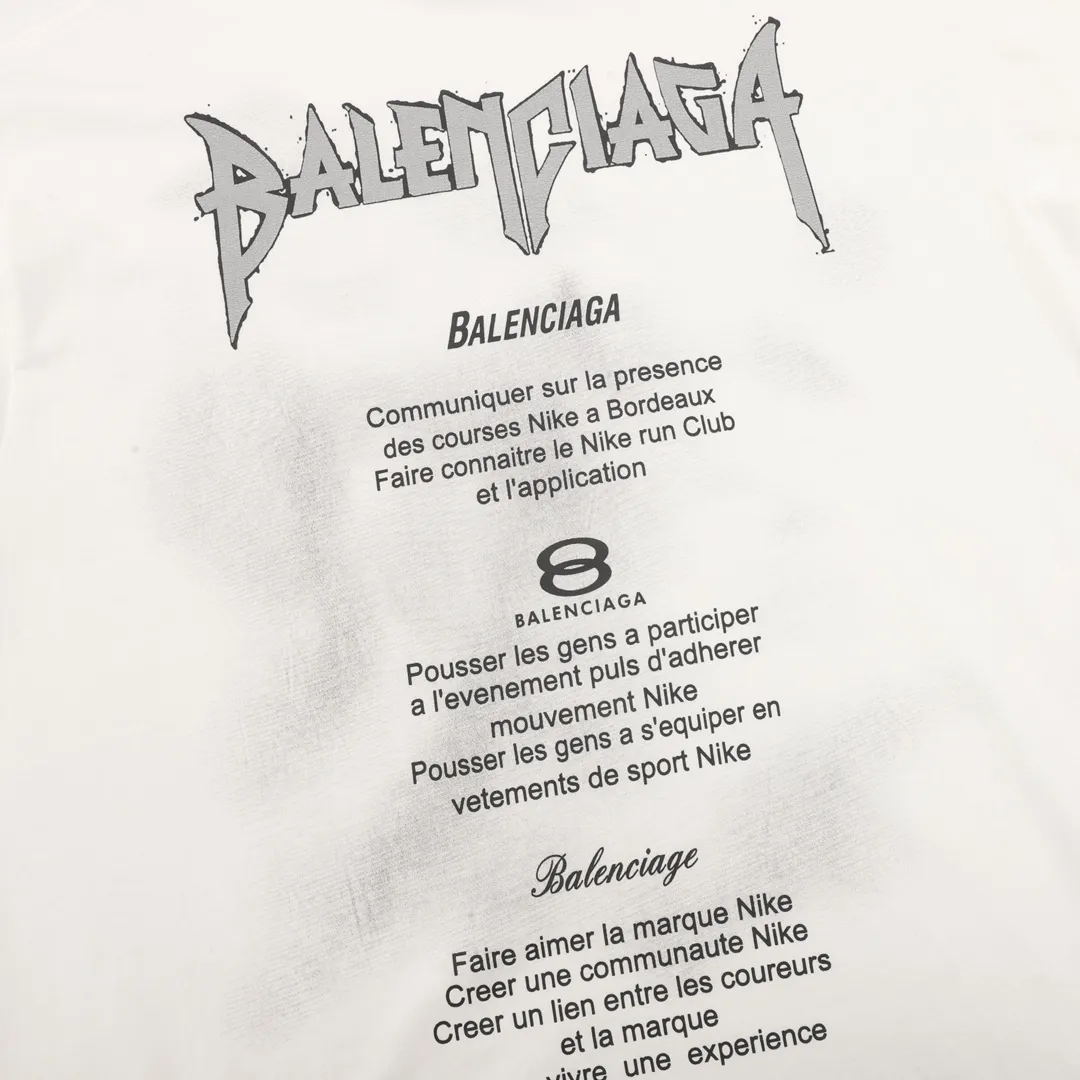 BALENCIAGA
BALENCIAGA
Communiquer sur la presence
des courses Nike a Bordeaux
Faire connaitre le Nike run Club
et l'application
BALENCIAGA
Pousser les gens a participer
a l'evenement puls d'adherer
mouvement Nike
Pousser les gens a s'equiper en
vetements de sport Nike
Balenciage
Faire aimer la marque Nike
Creer une communaute Nike
Creer un lien entre les coureurs
et la marque
vivre une experience